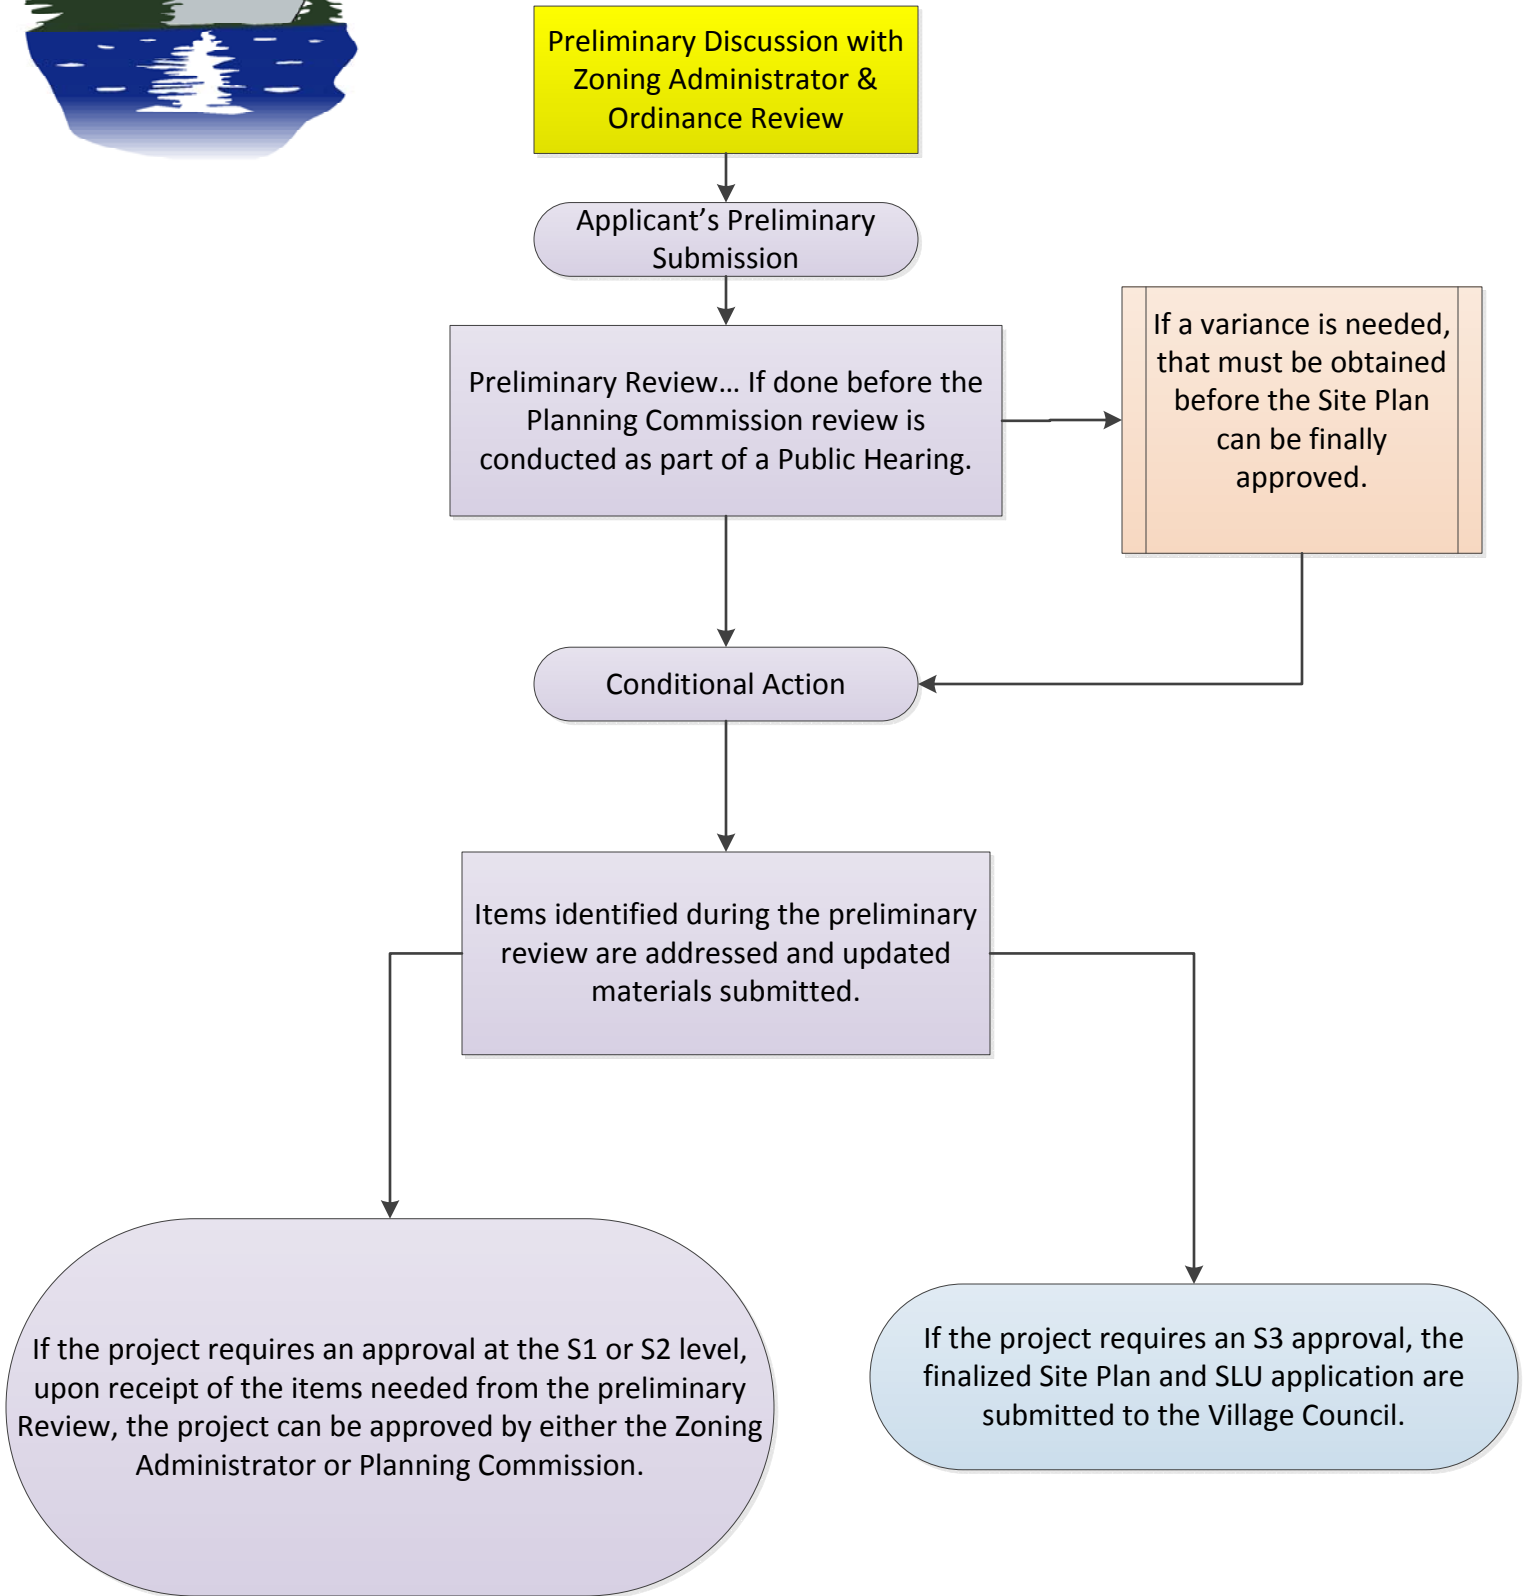 Preliminary Discussion with
Zoning Administrator &
Ordinance Review
Applicant’s Preliminary
Submission
Preliminary Review… If done before the
Planning Commission review is
conducted as part of a Public Hearing.
If a variance is needed,
that must be obtained
before the Site Plan
can be finally
approved.
Conditional Action
Items identified during the preliminary
review are addressed and updated
materials submitted.
If the project requires an approval at the S1 or S2 level,
upon receipt of the items needed from the preliminary
Review, the project can be approved by either the Zoning
Administrator or Planning Commission.
If the project requires an S3 approval, the
finalized Site Plan and SLU application are
submitted to the Village Council.